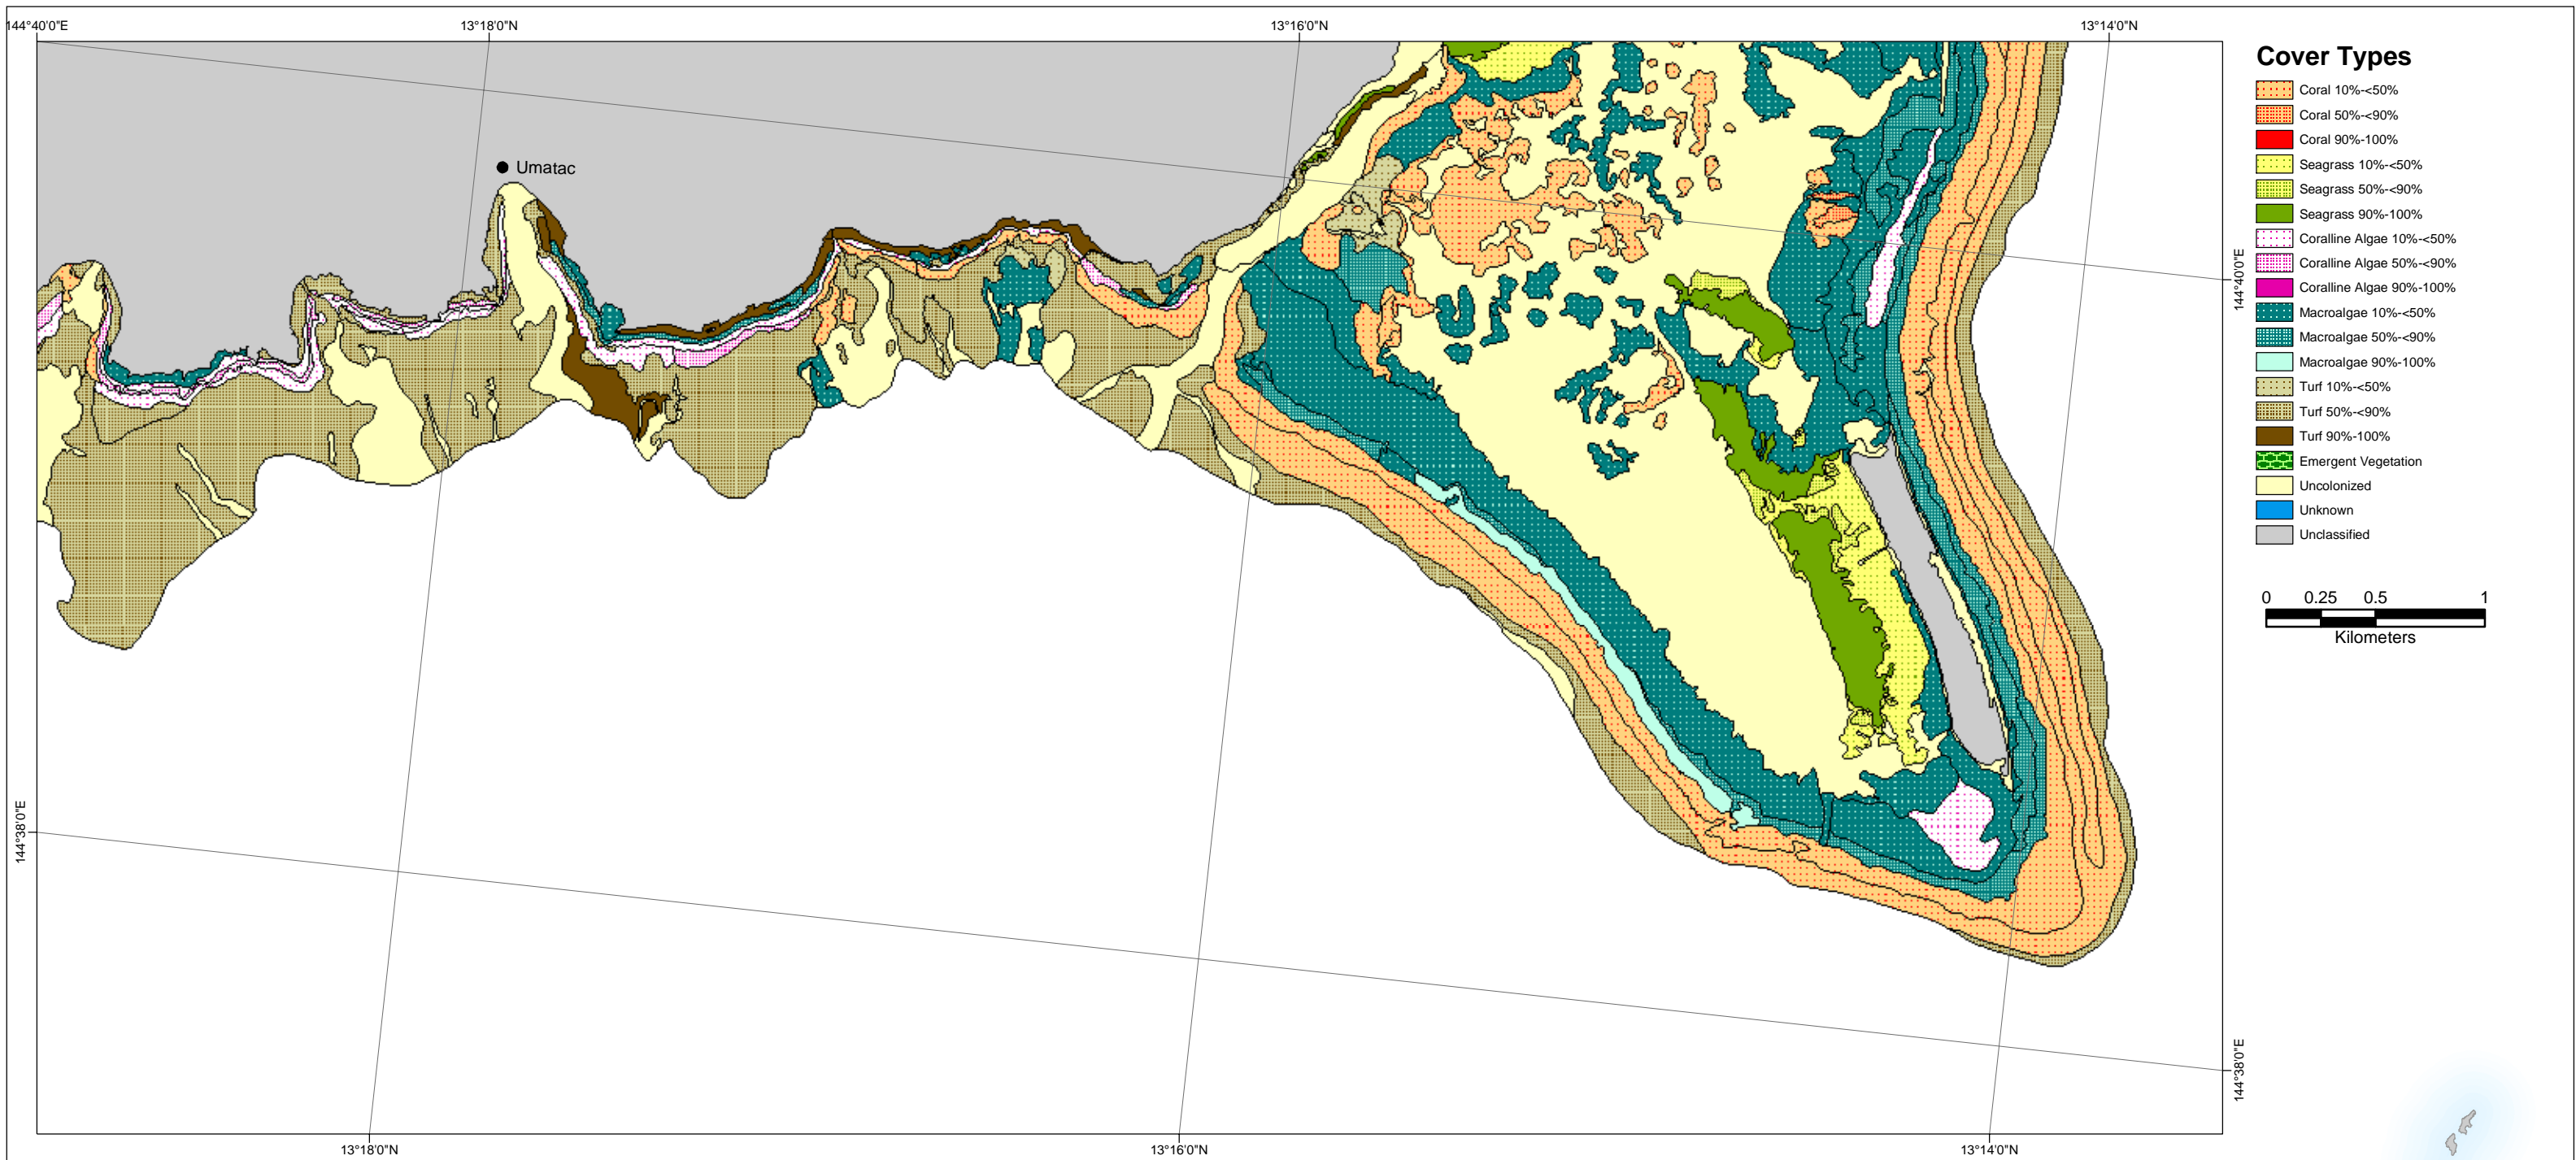 144°40'0"E
13°18'0"N
13°16'0"N
13°14'0"N
Umatac
144°40'0"E
144°38'0"E
144°38'0"E
13°18'0"N
13°16'0"N
13°14'0"N
Cover Types
Coral 10%-<50%
Coral 50%-<90%
Coral 90%-100%
Seagrass 10%-<50%
Seagrass 50%-<90%
Seagrass 90%-100%
Coralline Algae 10%-<50%
Coralline Algae 50%-<90%
Coralline Algae 90%-100%
Macroalgae 10%-<50%
Macroalgae 50%-<90%
Macroalgae 90%-100%
Turf 10%-<50%
Turf 50%-<90%
Turf 90%-100%
Emergent Vegetation
Uncolonized
Unknown
Unclassified
0 0.25 0.5 1
Kilometers